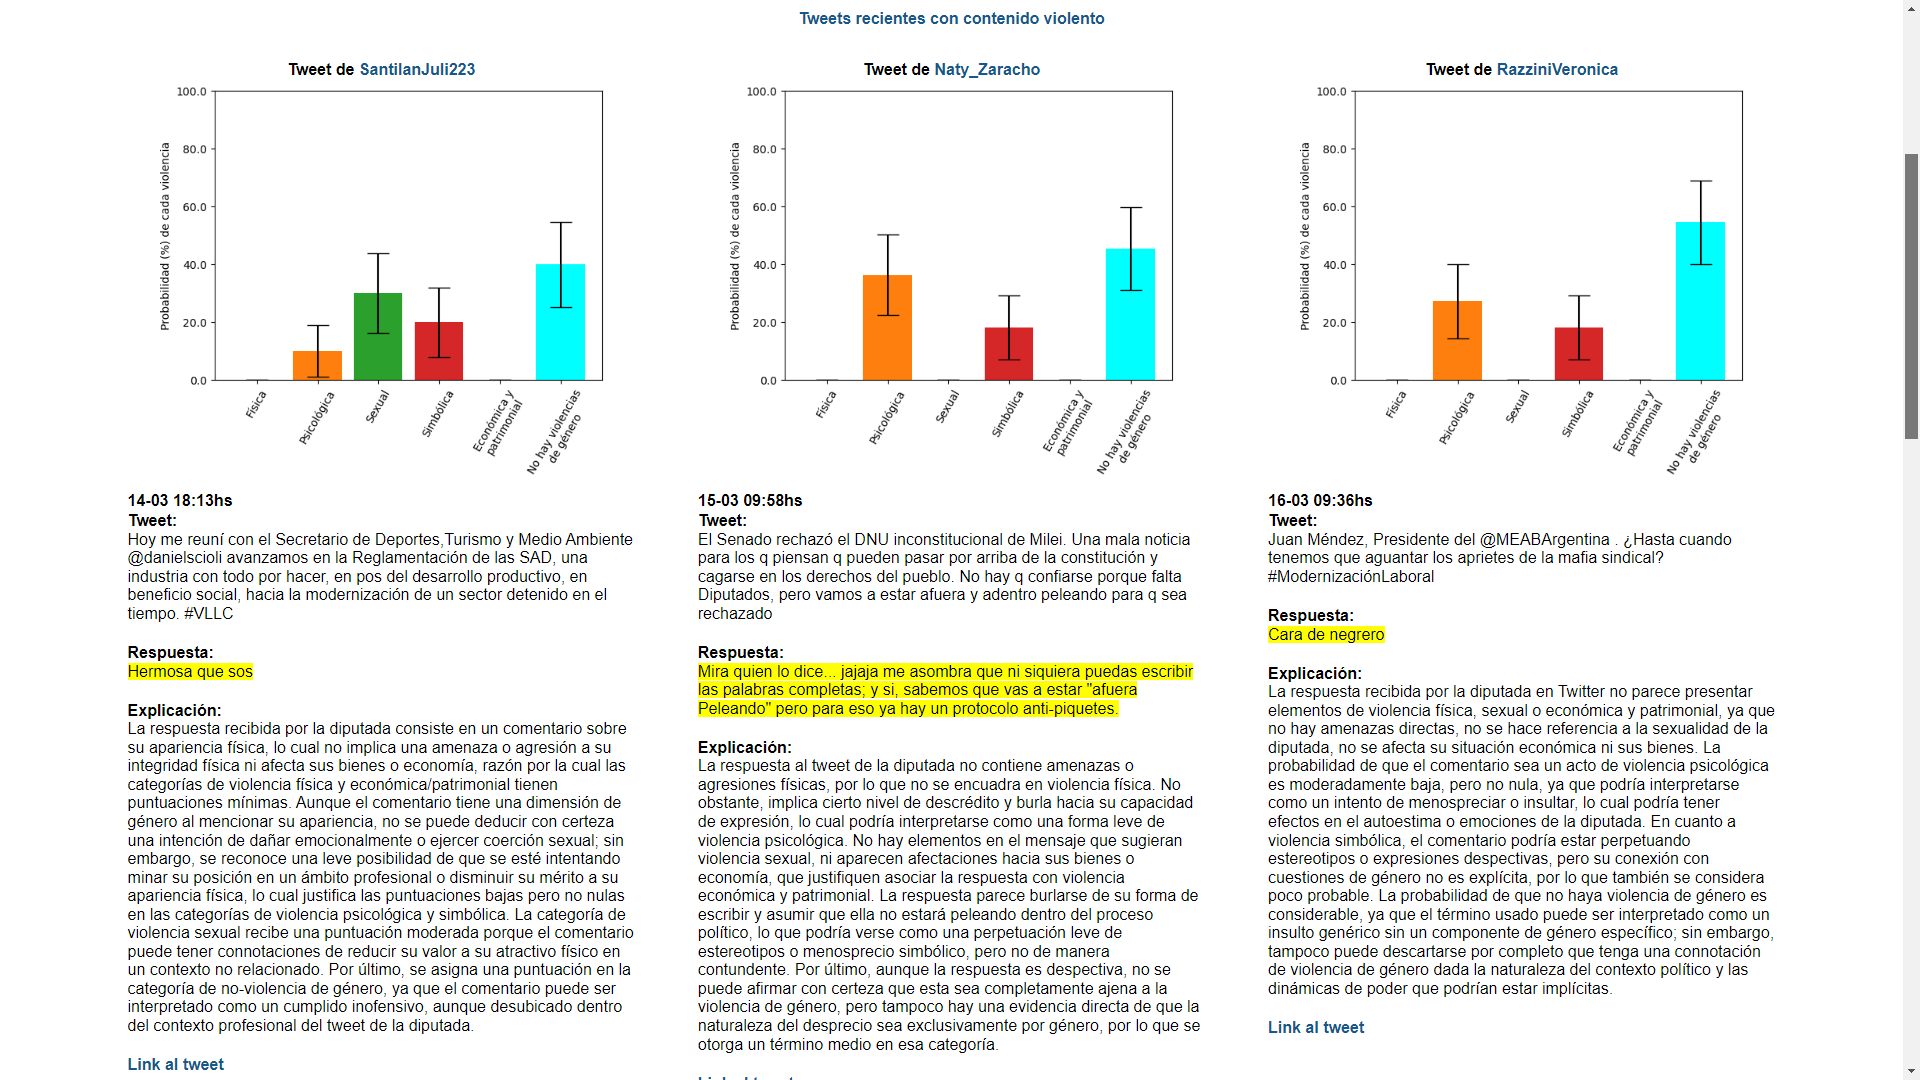 Tweets recientes con contenido violento
Tweet de SantilanJuli223
100.0
80.0
60.0
40.0
20.0
0.0
Probabilidad (%) de cada violencia
Física
Psicológica
Sexual
Simbólica
Económica y
patrimonial
No hay violencias
de género
14-03 18:13hs
Tweet:
Hoy me reuní con el Secretario de Deportes,Turismo y Medio Ambiente
@danielscioli avanzamos en la Reglamentación de las SAD, una
industria con todo por hacer, en pos del desarrollo productivo, en
beneficio social, hacia la modernización de un sector detenido en el
tiempo. #VLLC
Respuesta:
Hermosa que sos
Explicación:
La respuesta recibida por la diputada consiste en un comentario sobre
su apariencia física, lo cual no implica una amenaza o agresión a su
integridad física ni afecta sus bienes o economía, razón por la cual las
categorías de violencia física y económica/patrimonial tienen
puntuaciones mínimas. Aunque el comentario tiene una dimensión de
género al mencionar su apariencia, no se puede deducir con certeza
una intención de dañar emocionalmente o ejercer coerción sexual; sin
embargo, se reconoce una leve posibilidad de que se esté intentando
minar su posición en un ámbito profesional o disminuir su mérito a su
apariencia física, lo cual justifica las puntuaciones bajas pero no nulas
en las categorías de violencia psicológica y simbólica. La categoría de
violencia sexual recibe una puntuación moderada porque el comentario
puede tener connotaciones de reducir su valor a su atractivo físico en
un contexto no relacionado. Por último, se asigna una puntuación en la
categoría de no-violencia de género, ya que el comentario puede ser
interpretado como un cumplido inofensivo, aunque desubicado dentro
del contexto profesional del tweet de la diputada.
Link al tweet
Tweet de Naty_Zaracho
100.0
80.0
60.0
40.0
20.0
0.0
Probabilidad (%) de cada violencia
Física
Psicológica
Sexual
Simbólica
Económica y
patrimonial
No hay violencias
de género
15-03 09:58hs
Tweet:
El Senado rechazó el DNU inconstitucional de Milei. Una mala noticia
para los q piensan q pueden pasar por arriba de la constitución y
cagarse en los derechos del pueblo. No hay q confiarse porque falta
Diputados, pero vamos a estar afuera y adentro peleando para q sea
rechazado
Respuesta:
Mira quien lo dice... jajaja me asombra que ni siquiera puedas escribir
las palabras completas; y si, sabemos que vas a estar "afuera
Peleando" pero para eso ya hay un protocolo anti-piquetes.
Explicación:
La respuesta al tweet de la diputada no contiene amenazas o
agresiones físicas, por lo que no se encuadra en violencia física. No
obstante, implica cierto nivel de descrédito y burla hacia su capacidad
de expresión, lo cual podría interpretarse como una forma leve de
violencia psicológica. No hay elementos en el mensaje que sugieran
violencia sexual, ni aparecen afectaciones hacia sus bienes o
economía, que justifiquen asociar la respuesta con violencia
económica y patrimonial. La respuesta parece burlarse de su forma de
escribir y asumir que ella no estará peleando dentro del proceso
político, lo que podría verse como una perpetuación leve de
estereotipos o menosprecio simbólico, pero no de manera
contundente. Por último, aunque la respuesta es despectiva, no se
puede afirmar con certeza que esta sea completamente ajena a la
violencia de género, pero tampoco hay una evidencia directa de que la
naturaleza del desprecio sea exclusivamente por género, por lo que se
otorga un término medio en esa categoría.
Tweet de RazziniVeronica
100.0
80.0
60.0
40.0
20.0
0.0
Probabilidad (%) de cada violencia
Física
Psicológica
Sexual
Simbólica
Económica y
patrimonial
No hay violencias
de género
16-03 09:36hs
Tweet:
Juan Méndez, Presidente del @MEABArgentina . ¿Hasta cuando
tenemos que aguantar los aprietes de la mafia sindical?
#ModernizaciónLaboral
Respuesta:
Cara de negrero
Explicación:
La respuesta recibida por la diputada en Twitter no parece presentar
elementos de violencia física, sexual o económica y patrimonial, ya que
no hay amenazas directas, no se hace referencia a la sexualidad de la
diputada, no se afecta su situación económica ni sus bienes. La
probabilidad de que el comentario sea un acto de violencia psicológica
es moderadamente baja, pero no nula, ya que podría interpretarse
como un intento de menospreciar o insultar, lo cual podría tener
efectos en el autoestima o emociones de la diputada. En cuanto a
violencia simbólica, el comentario podría estar perpetuando
estereotipos o expresiones despectivas, pero su conexión con
cuestiones de género no es explícita, por lo que también se considera
poco probable. La probabilidad de que no haya violencia de género es
considerable, ya que el término usado puede ser interpretado como un
insulto genérico sin un componente de género específico; sin embargo,
tampoco puede descartarse por completo que tenga una connotación
de violencia de género dada la naturaleza del contexto político y las
dinámicas de poder que podrían estar implícitas.
Link al tweet